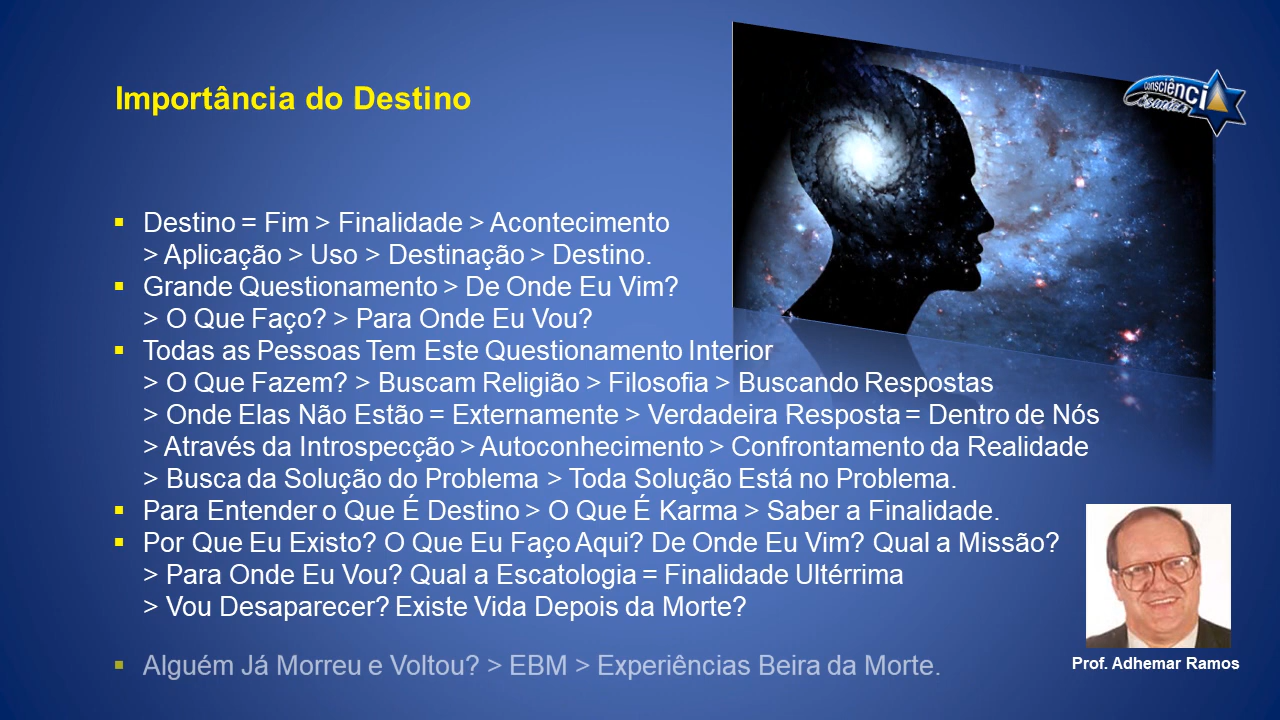 Importância do Destino
Consciênci
Cósmica
▪ Destino = Fim > Finalidade > Acontecimento
> Aplicação > Uso > Destinação > Destino.
▪ Grande Questionamento > De Onde Eu Vim?
> O Que Faço? > Para Onde Eu Vou?
▪ Todas as Pessoas Tem Este Questionamento Interior
> O Que Fazem? > Buscam Religião > Filosofia > Buscando Respostas
> Onde Elas Não Estão = Externamente > Verdadeira Resposta = Dentro de Nós
> Através da Introspecção > Autoconhecimento > Confrontamento da Realidade
> Busca da Solução do Problema > Toda Solução Está no Problema.
▪ Para Entender o Que É Destino > O Que É Karma > Saber a Finalidade.
▪ Por Que Eu Existo? O Que Eu Faço Aqui? De Onde Eu Vim? Qual a Missão?
> Para Onde Eu Vou? Qual a Escatologia = Finalidade Ultérrima
> Vou Desaparecer? Existe Vida Depois da Morte?
▪ Alguém Já Morreu e Voltou? > EBM > Experiências Beira da Morte.
Prof. Adhemar Ramos